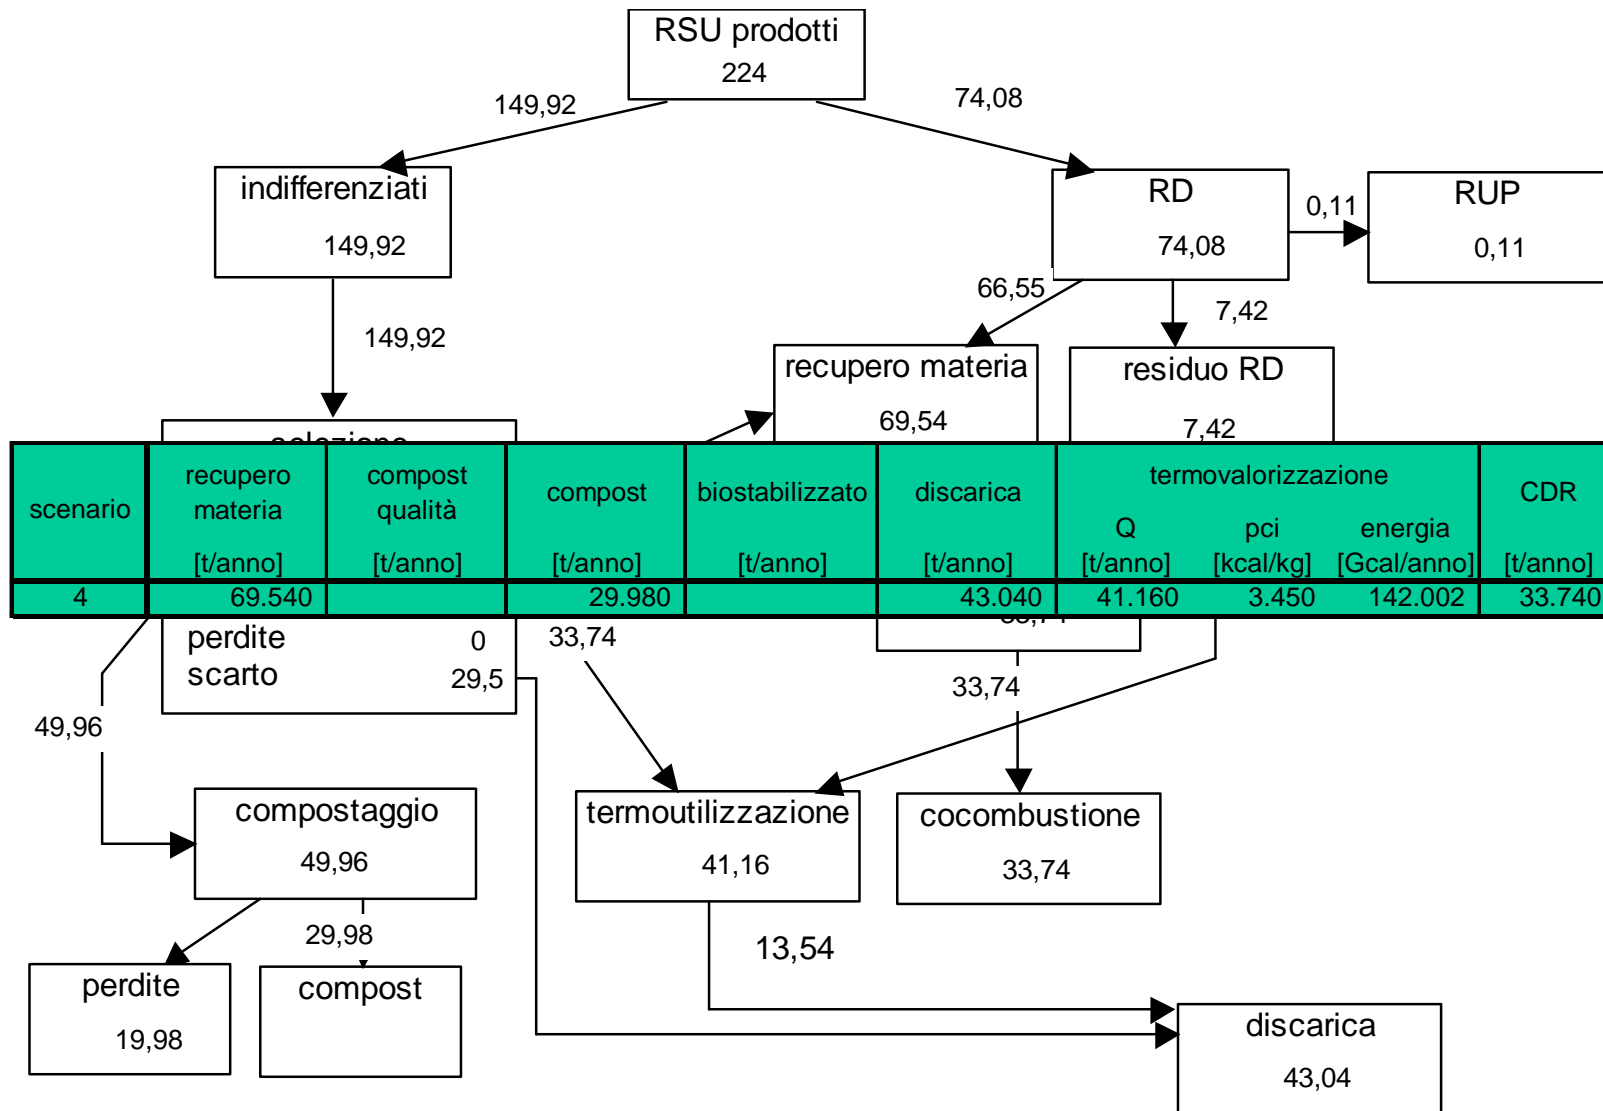 RSU prodotti
224
149,92
74,08
indifferenziati
149,92
RD
74,08
0,11
RUP
0,11
149,92
66,55
7,42
recupero materia
69,54
residuo RD
7,42
scenario
recupero materia [t/anno]
compost qualità [t/anno]
compost [t/anno]
biostabilizzato [t/anno]
discarica [t/anno]
termovalorizzazione
Q [t/anno]
pci [kcal/kg]
energia [Gcal/anno]
CDR [t/anno]
4 69.540 29.980 43.040 41.160 3.450 142.002 33.740
perdite 0
scarto 29,5
33,74
33,74
49,96
compostaggio
49,96
termoutilizzazione
41,16
cocombustione
33,74
29,98
13,54
perdite
19,98
compost
discarica
43,04